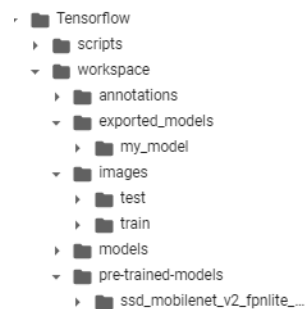 Tensorflow
scripts
workspace
annotations
exported_models
my_model
images
test
train
models
pre-trained-models
ssd_mobilenet_v2_fpnlite_...